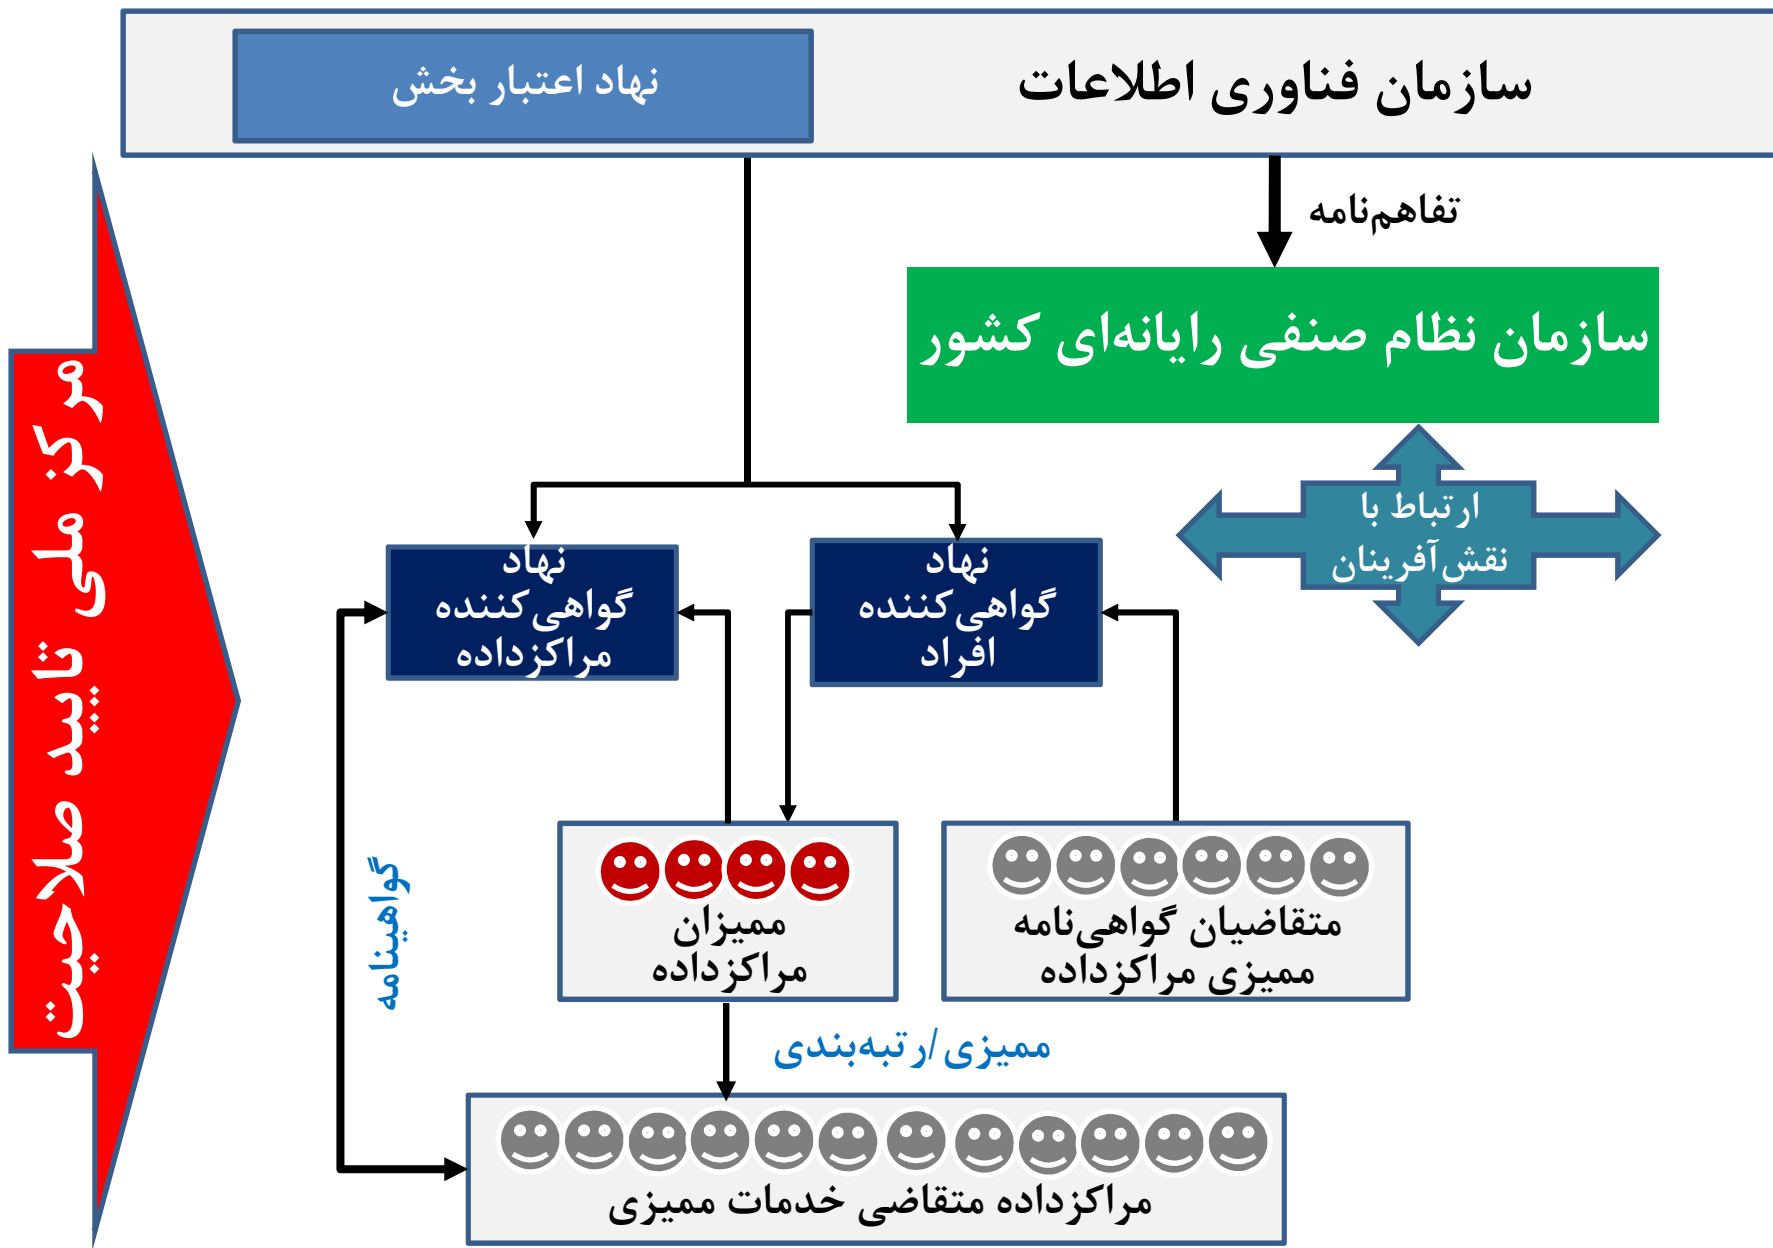 سازمان فناوری اطلاعات
نهاد اعتبار بخش
تفاهم‌نامه
سازمان نظام صنفی رایانه‌ای کشور
ارتباط با
نقش‌آفرینان
مرکز ملی تایید صلاحیت
نهاد
گواهی‌کننده
افراد
نهاد
گواهی‌کننده
مراکزداده
متقاضیان گواهی‌نامه
ممیزی مراکزداده
ممیزان
مراکزداده
گواهینامه
ممیزی/رتبه‌بندی
مراکزداده متقاضی خدمات ممیزی